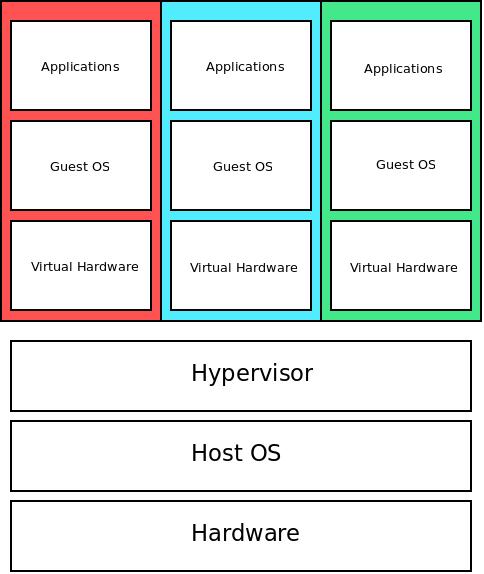 Applications
Applications
Applications
Guest OS
Guest OS
Guest OS
Virtual Hardware
Virtual Hardware
Virtual Hardware
Hypervisor
Host OS
Hardware